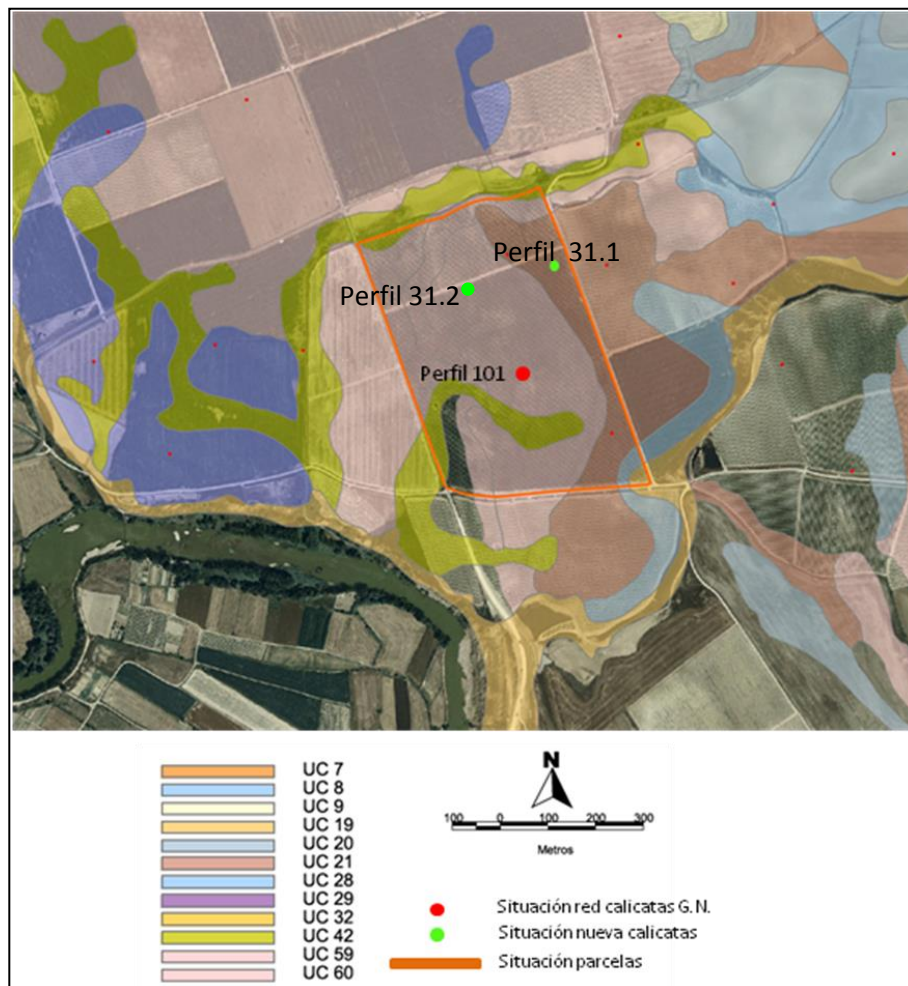 Perfil 31.1
Perfil 31.2
Perfil 101
UC 7
UC 8
UC 9
UC 19
UC 20
UC 21
UC 28
UC 29
UC 32
UC 42
UC 59
UC 60
N
100 0 100 200 300
Metros
Situación red calicatas G.N.
Situación nueva calicatas
Situación parcelas